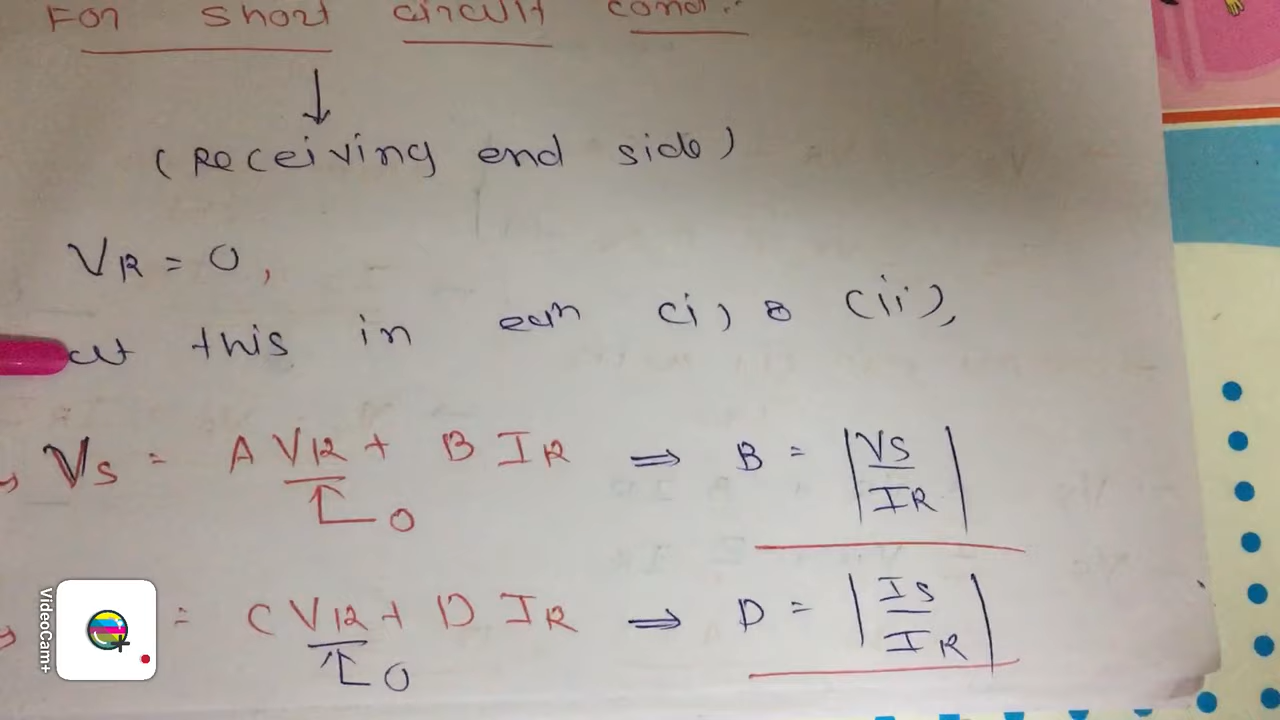 For short circuit cond.
↓
(Receiving end side)
VR = 0,
this in eqn (i) & (ii),
Vs = A VR + B IR ⇒ B = |Vs/IR|
0
= C VR + D IR ⇒ D = |Is/IR|
0
VideoCam+